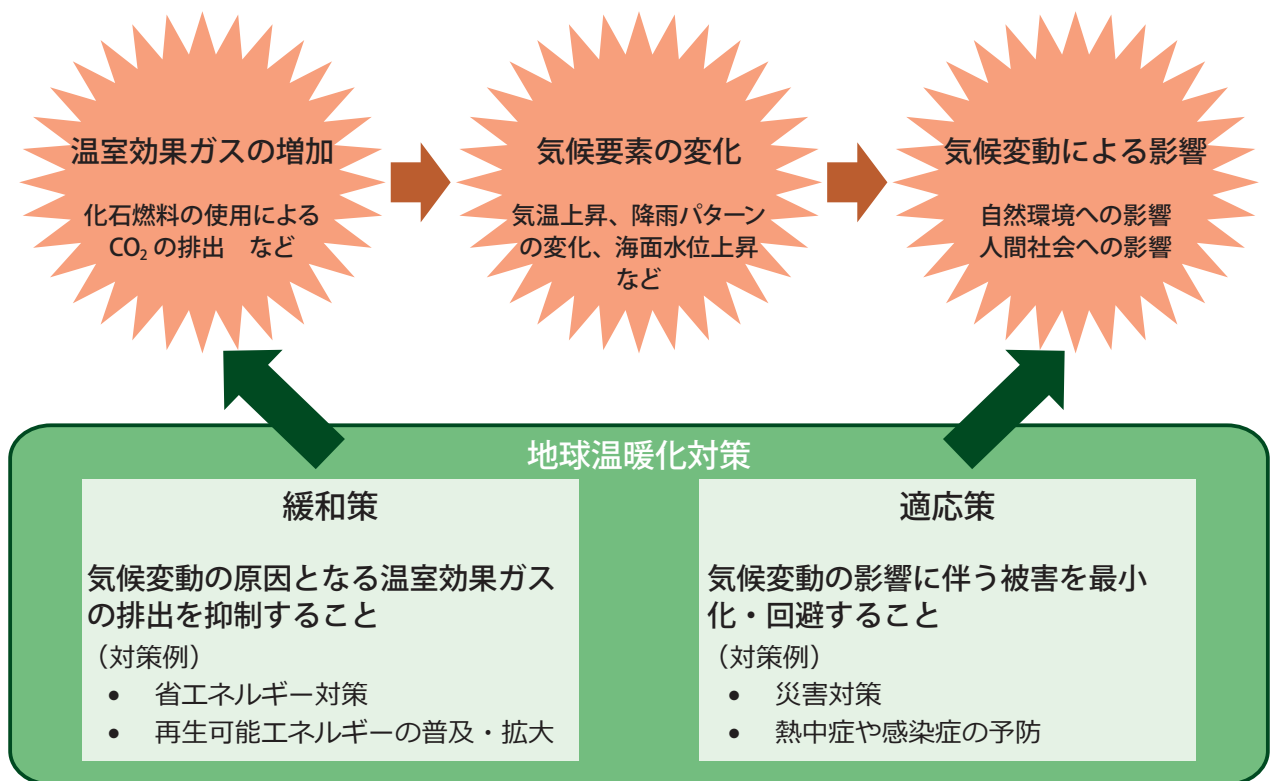 温室効果ガスの増加
化石燃料の使用による
CO₂ の排出　など
気候要素の変化
気温上昇、降雨パターン
の変化、海面水位上昇
など
気候変動による影響
自然環境への影響
人間社会への影響
地球温暖化対策
緩和策
気候変動の原因となる温室効果ガス
の排出を抑制すること
（対策例）
• 省エネルギー対策
• 再生可能エネルギーの普及・拡大
適応策
気候変動の影響に伴う被害を最小
化・回避すること
（対策例）
• 災害対策
• 熱中症や感染症の予防